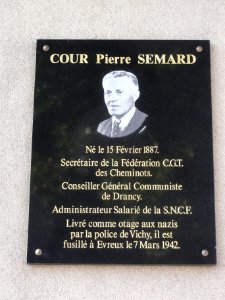 COUR Pierre SEMARD
Né le 15 Février 1887.
Secrétaire de la Fédération C.G.T.
des Cheminots.
Conseiller Général Communiste
de Drancy.
Administrateur Salarié de la S.N.C.F.
Livré comme otage aux nazis
par la police de Vichy, il est
fusillé à Evreux le 7 Mars 1942.